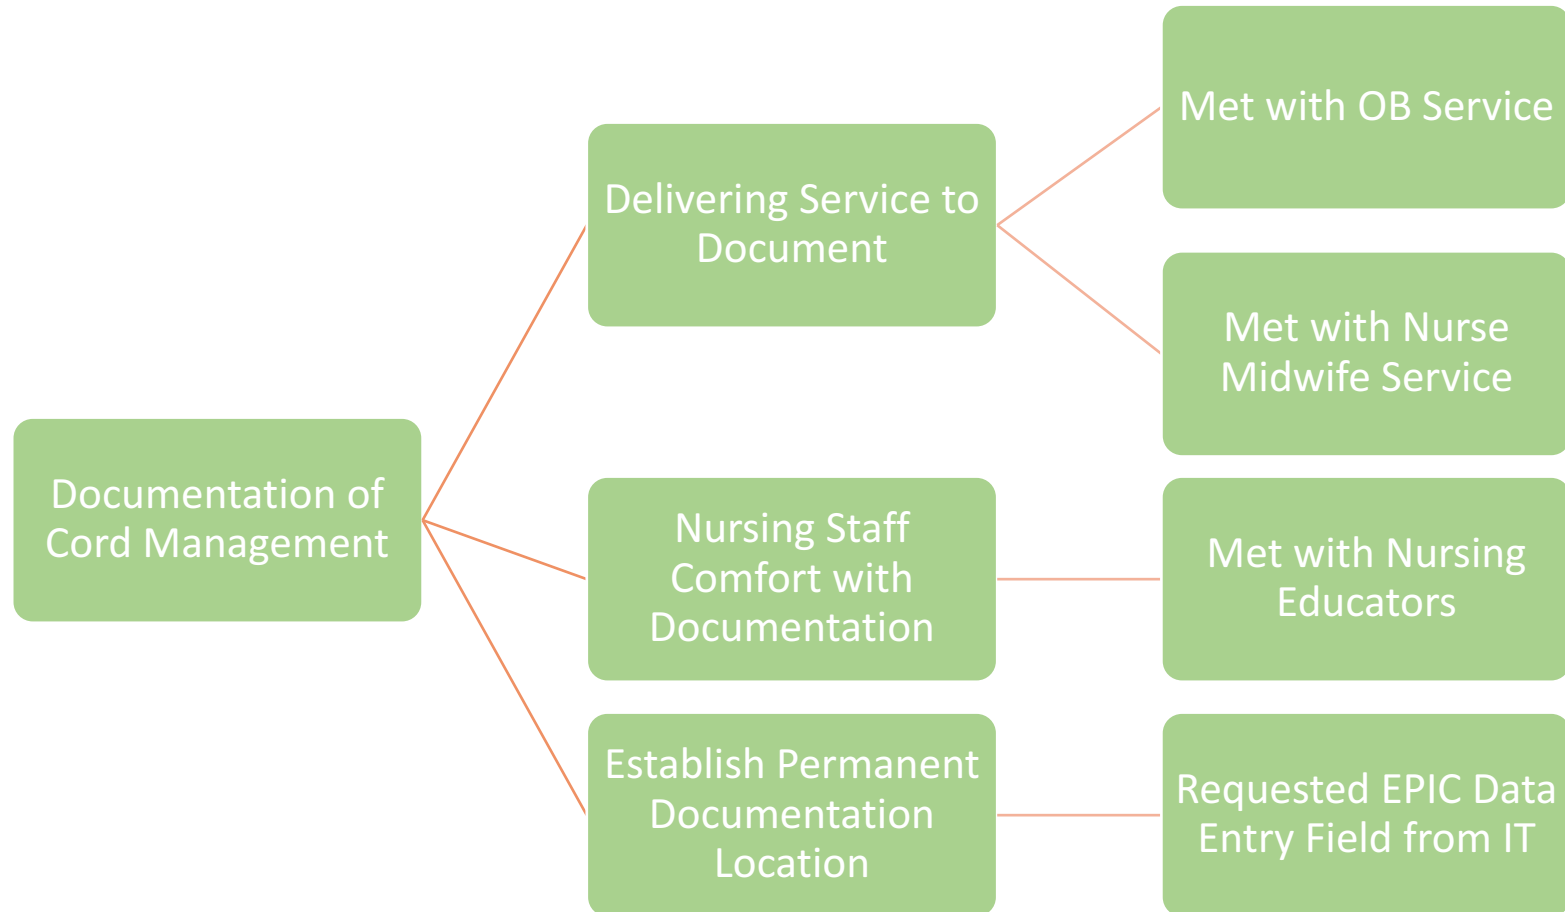 Documentation of
Cord Management
Delivering Service to
Document
Nursing Staff
Comfort with
Documentation
Establish Permanent
Documentation
Location
Met with OB Service
Met with Nurse
Midwife Service
Met with Nursing
Educators
Requested EPIC Data
Entry Field from IT